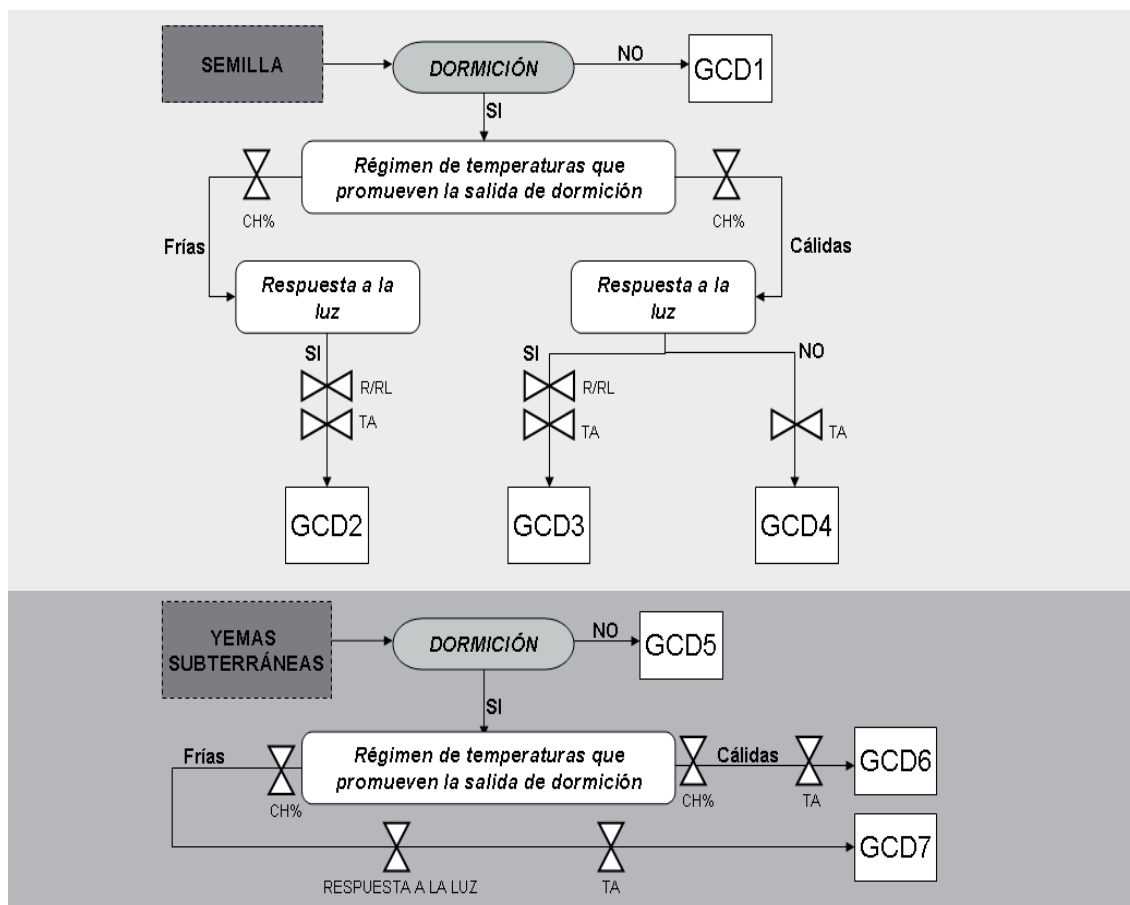 SEMILLA
DORMICIÓN
NO
GCD1
SI
Régimen de temperaturas que
promueven la salida de dormición
CH%
CH%
Frías
Cálidas
Respuesta a la
luz
Respuesta a la
luz
SI
SI
NO
R/RL
R/RL
TA
TA
TA
GCD2
GCD3
GCD4
YEMAS
SUBTERRÁNEAS
DORMICIÓN
NO
GCD5
SI
Frías
Régimen de temperaturas que
promueven la salida de dormición
Cálidas
GCD6
CH%
CH%
TA
GCD7
RESPUESTA A LA LUZ
TA